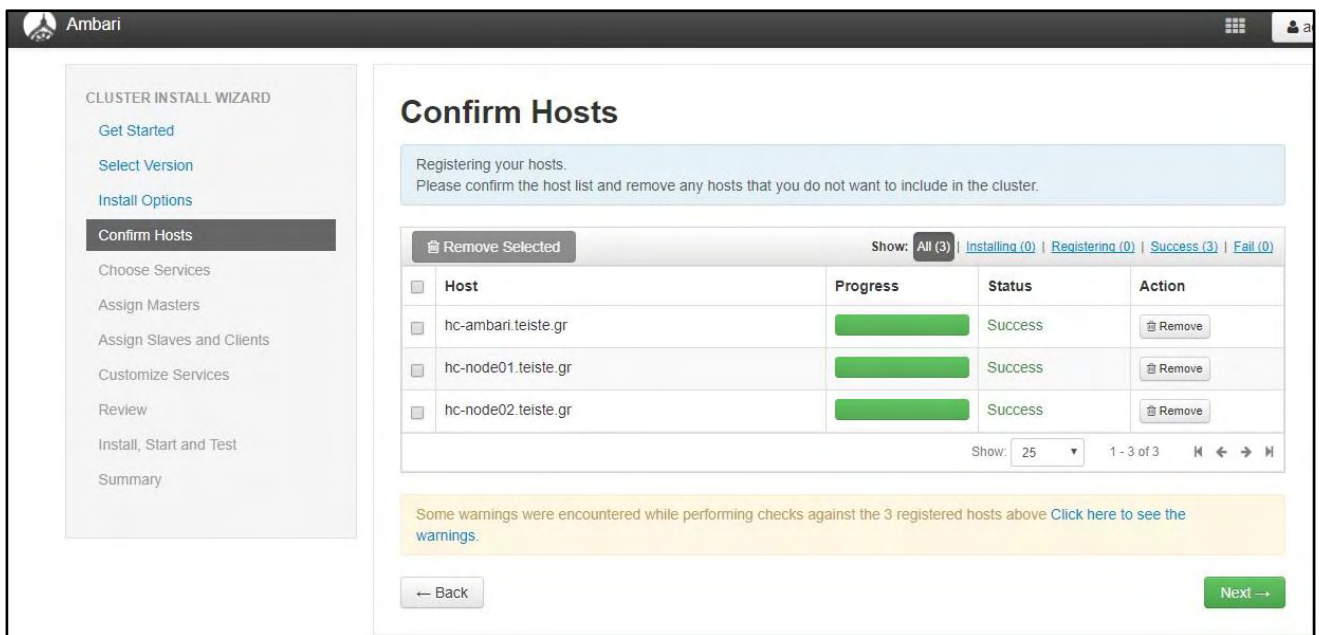 Ambari
CLUSTER INSTALL WIZARD
Get Started
Select Version
Install Options
Confirm Hosts
Choose Services
Assign Masters
Assign Slaves and Clients
Customize Services
Review
Install, Start and Test
Summary
Confirm Hosts
Registering your hosts.
Please confirm the host list and remove any hosts that you do not want to include in the cluster.
Remove Selected Show: All (3) | Installing (0) | Registering (0) | Success (3) | Fail (0)
Host Progress Status Action
hc-ambari.teiste.gr Success Remove
hc-node01.teiste.gr Success Remove
hc-node02.teiste.gr Success Remove
Show: 25 1 - 3 of 3
Some warnings were encountered while performing checks against the 3 registered hosts above Click here to see the
warnings.
← Back Next →